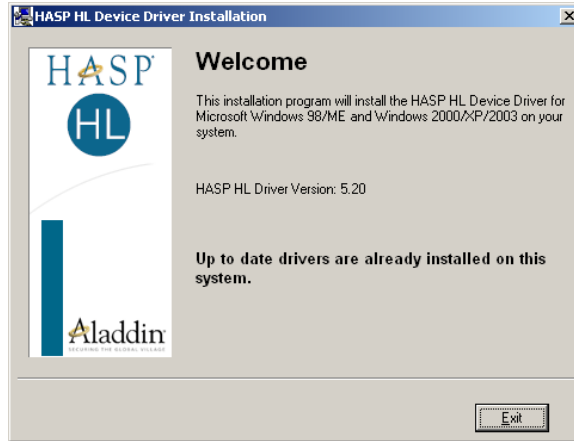 HASP HL Device Driver Installation
HASP
HL
Welcome
This installation program will install the HASP HL Device Driver for
Microsoft Windows 98/ME and Windows 2000/XP/2003 on your
system.
HASP HL Driver Version: 5.20
Up to date drivers are already installed on this
system.
Aladdin
SECURING THE GLOBAL VILLAGE
Exit